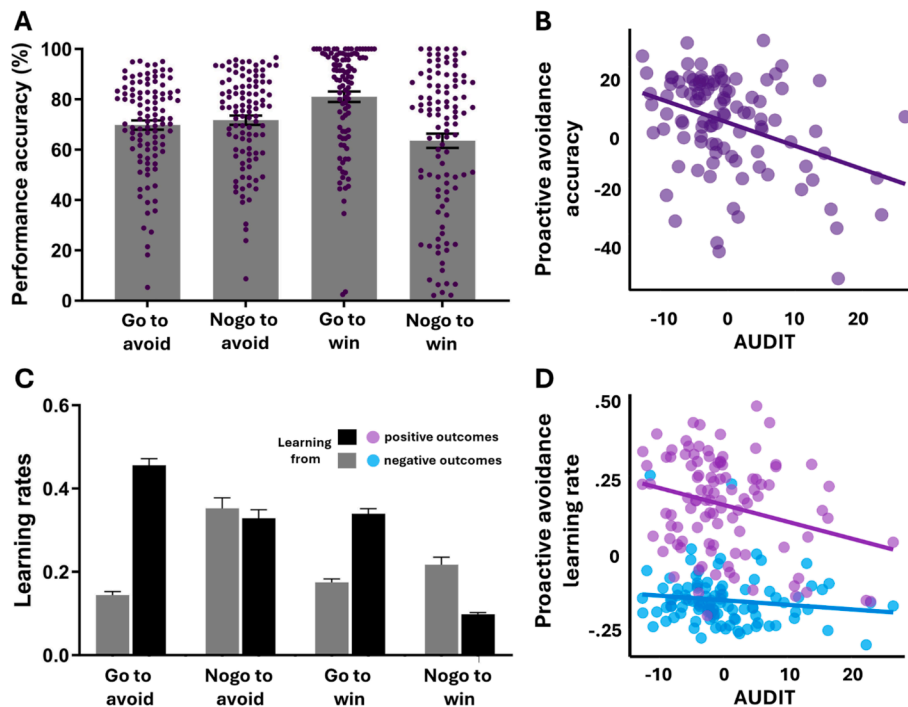 A
Performance accuracy (%)
100
80
60
40
20
0
Go to
avoid
Nogo to
avoid
Go to
win
Nogo to
win
B
Proactive avoidance
accuracy
20
0
-20
-40
-10
0
10
20
AUDIT
C
Learning rates
0.6
0.4
0.2
0.0
Learning
from
positive outcomes
negative outcomes
Go to
avoid
Nogo to
avoid
Go to
win
Nogo to
win
D
Proactive avoidance
learning rate
.50
.25
0
-.25
-10
0
10
20
AUDIT